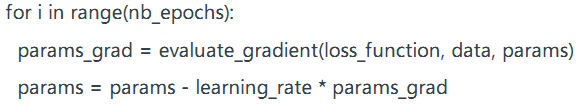 for i in range(nb_epochs):
params_grad = evaluate_gradient(loss_function, data, params)
params = params - learning_rate * params_grad